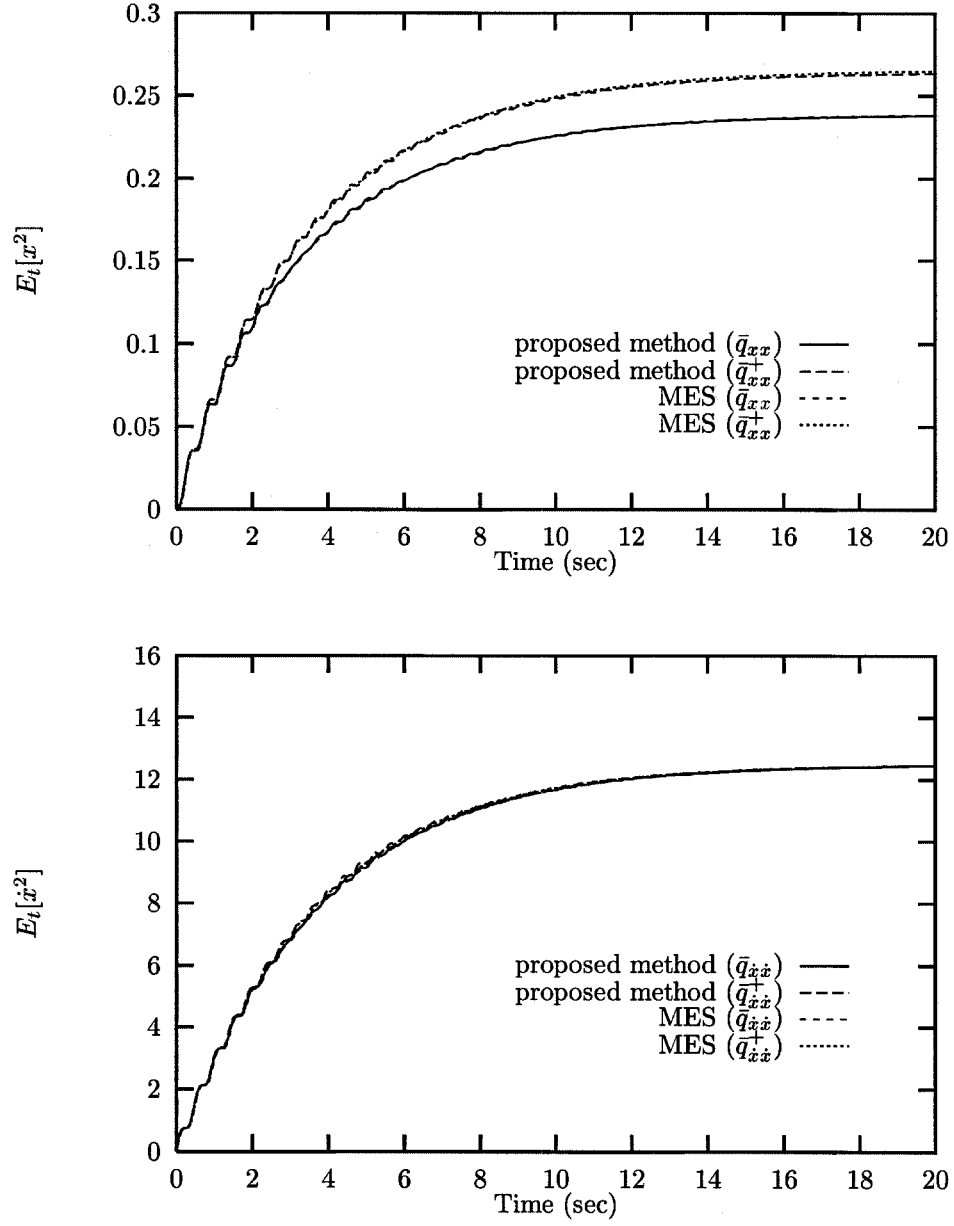 0.3
0.25
0.2
0.15
0.1
0.05
0
E_t[x²]
proposed method (q̄_xx)
proposed method (q̄⁺_xx)
MES (q̄_xx)
MES (q̄⁺_xx)
0 2 4 6 8 10 12 14 16 18 20
Time (sec)
16
14
12
10
8
6
4
2
0
E_t[ẋ²]
proposed method (q̄_ẋẋ)
proposed method (q̄⁺_ẋẋ)
MES (q̄_ẋẋ)
MES (q̄⁺_ẋẋ)
0 2 4 6 8 10 12 14 16 18 20
Time (sec)